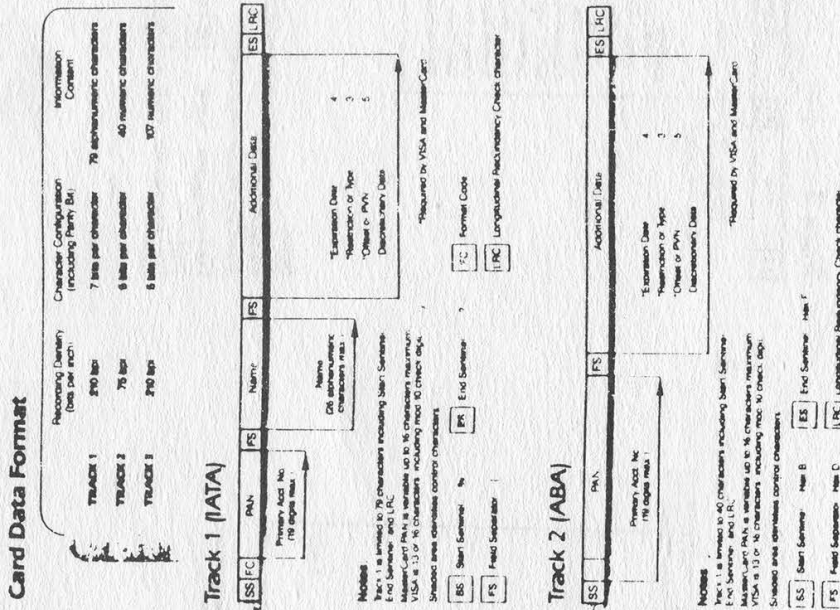 Card Data Format
Recording Density (bits per inch)
Character Configuration (including Parity Bit)
Information Content
TRACK 1 210 bpi 7 bits per character 79 alphanumeric characters
TRACK 2 75 bpi bits per character 40 numeric characters
TRACK 3 210 bpi 5 bits per character 107 numeric characters
Track 1 (IATA)
SS FC PAN FS Name FS Additional Data ES LRC
Primary Acct. No.
(19 digits max.)
Name
(26 alphanumeric
characters max.)
*Expiration Date 4
*Restriction or Type 3
*Offset or PVN 5
Discretionary Data
*Required by VISA and MasterCard
Notes
Track 1 is limited to 79 characters including Start Sentinel
End Sentinel and LRC
MasterCard PAN is variable up to 16 characters maximum
VISA is 13 or 16 characters including mod 10 check digit
Shaded area identifies control characters
Start Sentinel %
End Sentinel ?
FC Format Code
FS Field Separator
LRC Longitudinal Redundancy Check character
Track 2 (ABA)
SS PAN FS Additional Data ES LRC
Primary Acct. No.
(19 digits max.)
*Expiration Date 4
*Restriction or Type 3
*Offset or PVN 5
Discretionary Data
*Required by VISA and MasterCard
Notes
Track is limited to 40 characters including Start Sentinel
End Sentinel and LRC
MasterCard PAN is variable up to 16 characters maximum
VISA is 13 or 16 characters including mod 10 check digit
Shaded area identifies control characters
SS Start Sentinel Hex B
ES End Sentinel Hex F
FS Field Separator Hex D
LRC Longitudinal Redundancy Check character